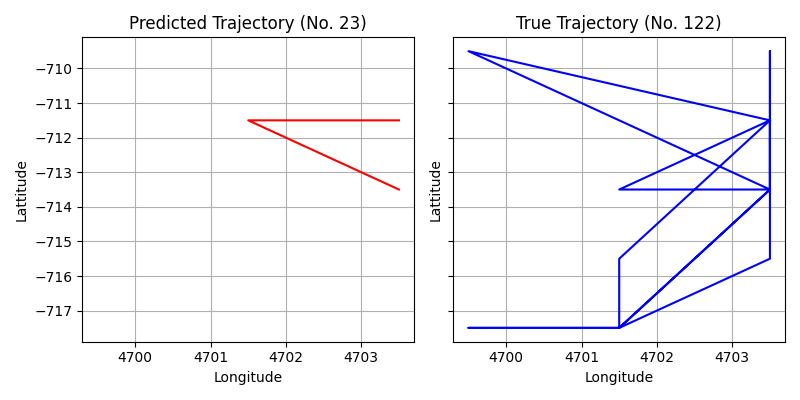 Predicted Trajectory (No. 23)
True Trajectory (No. 122)
−710
−711
−712
−713
−714
−715
−716
−717
Lattitude
Lattitude
4700 4701 4702 4703
4700 4701 4702 4703
Longitude
Longitude